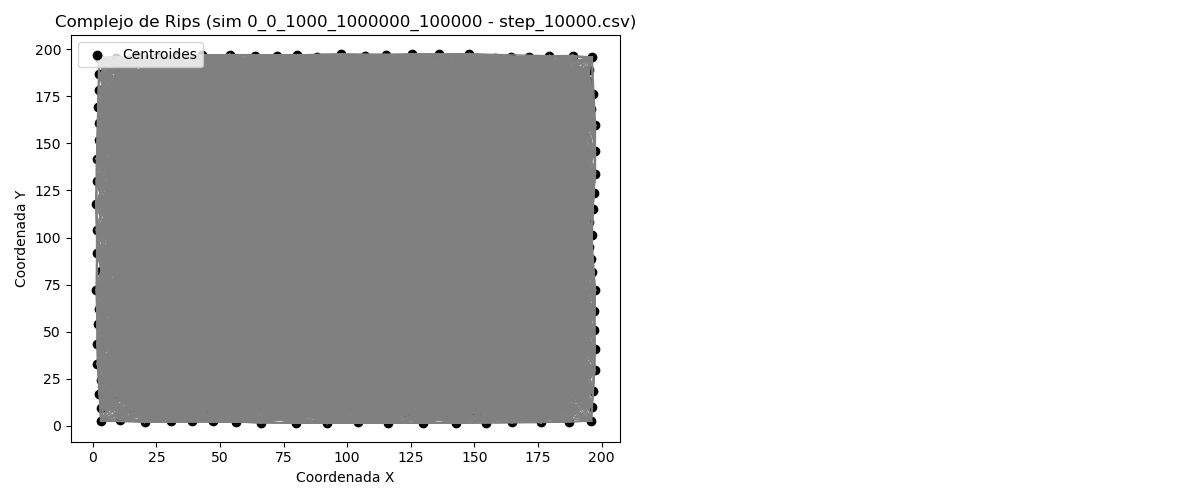 Complejo de Rips (sim 0_0_1000_1000000_100000 - step_10000.csv)
Centroides
200
175
150
125
100
75
50
25
0
Coordenada Y
0 25 50 75 100 125 150 175 200
Coordenada X